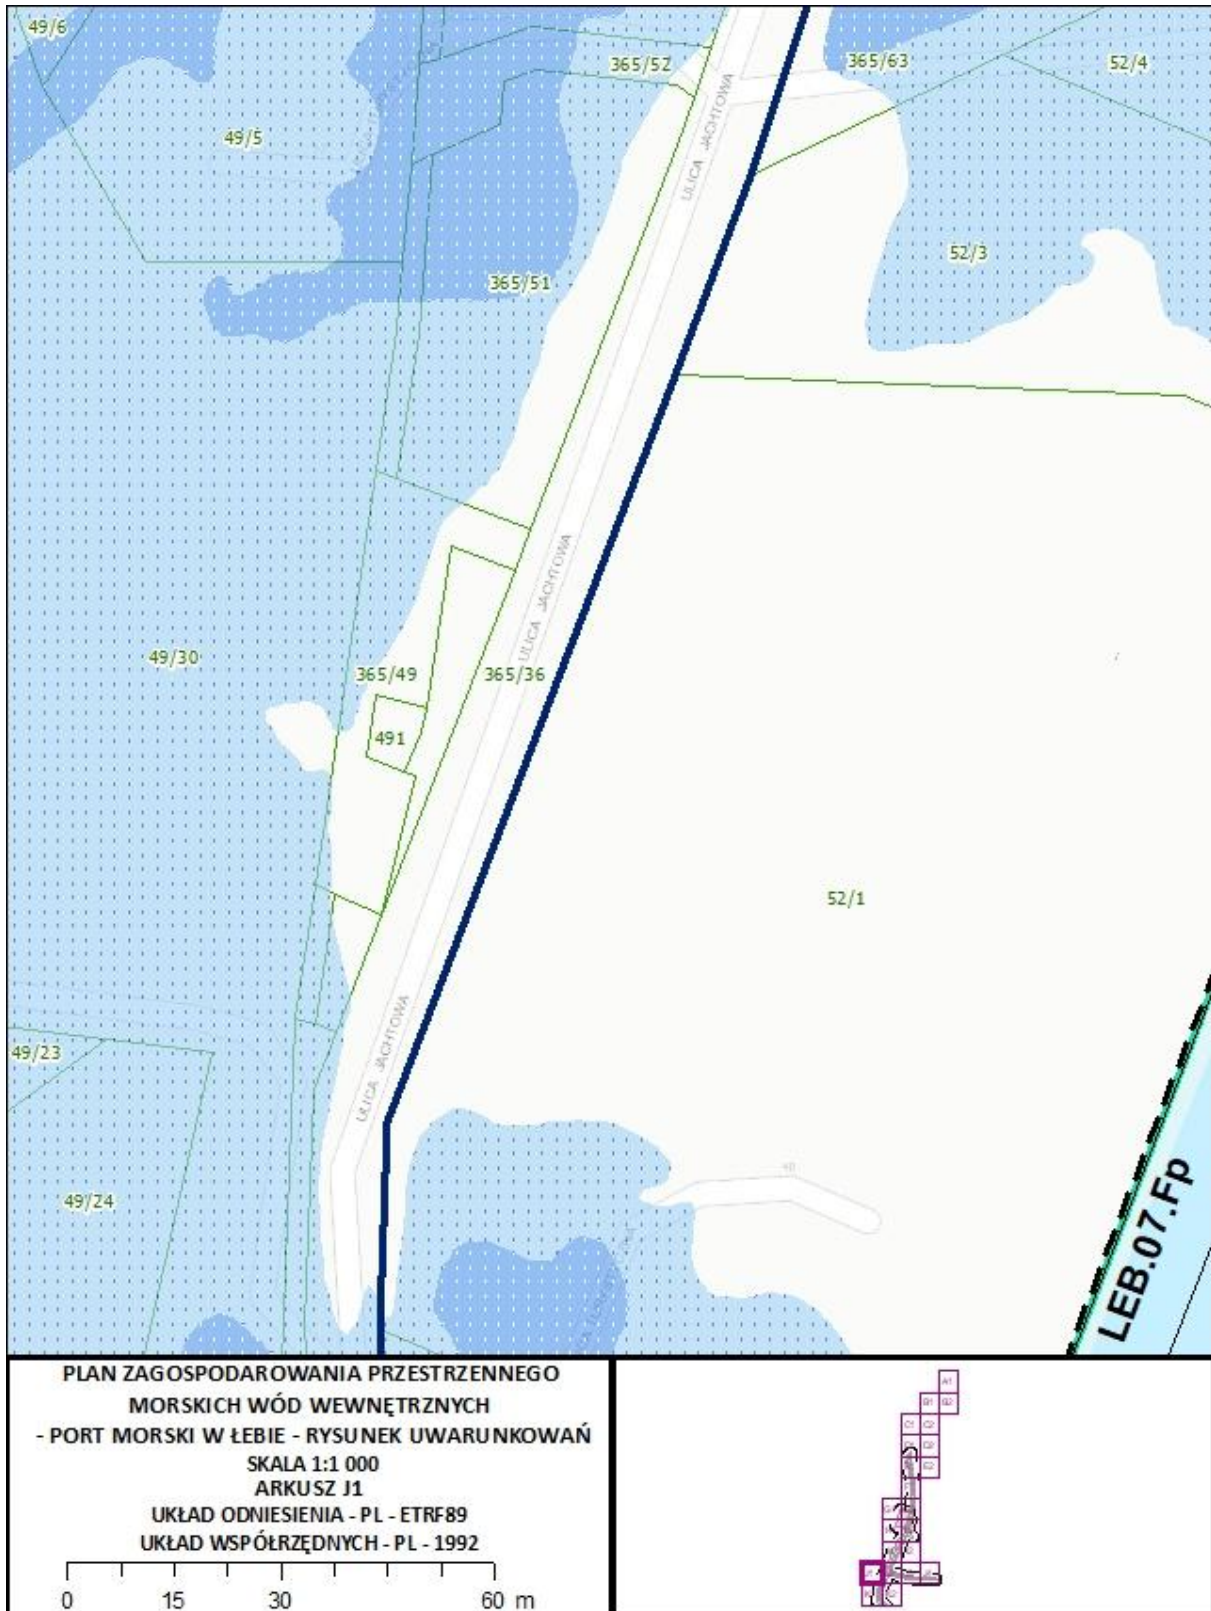 49/6
365/52
365/63
52/4
49/5
ULICA JACHTOWA
52/3
365/51
ULICA JACHTOWA
49/30
365/49
365/36
491
52/1
ULICA JACHTOWA
49/23
49/24
LEB.07.Fp
PLAN ZAGOSPODAROWANIA PRZESTRZENNEGO
MORSKICH WÓD WEWNĘTRZNYCH
- PORT MORSKI W ŁEBIE - RYSUNEK UWARUNKOWAŃ
SKALA 1:1 000
ARKUSZ J1
UKŁAD ODNIESIENIA - PL - ETRF89
UKŁAD WSPÓŁRZĘDNYCH - PL - 1992
0 15 30 60 m
A1
B1 B2